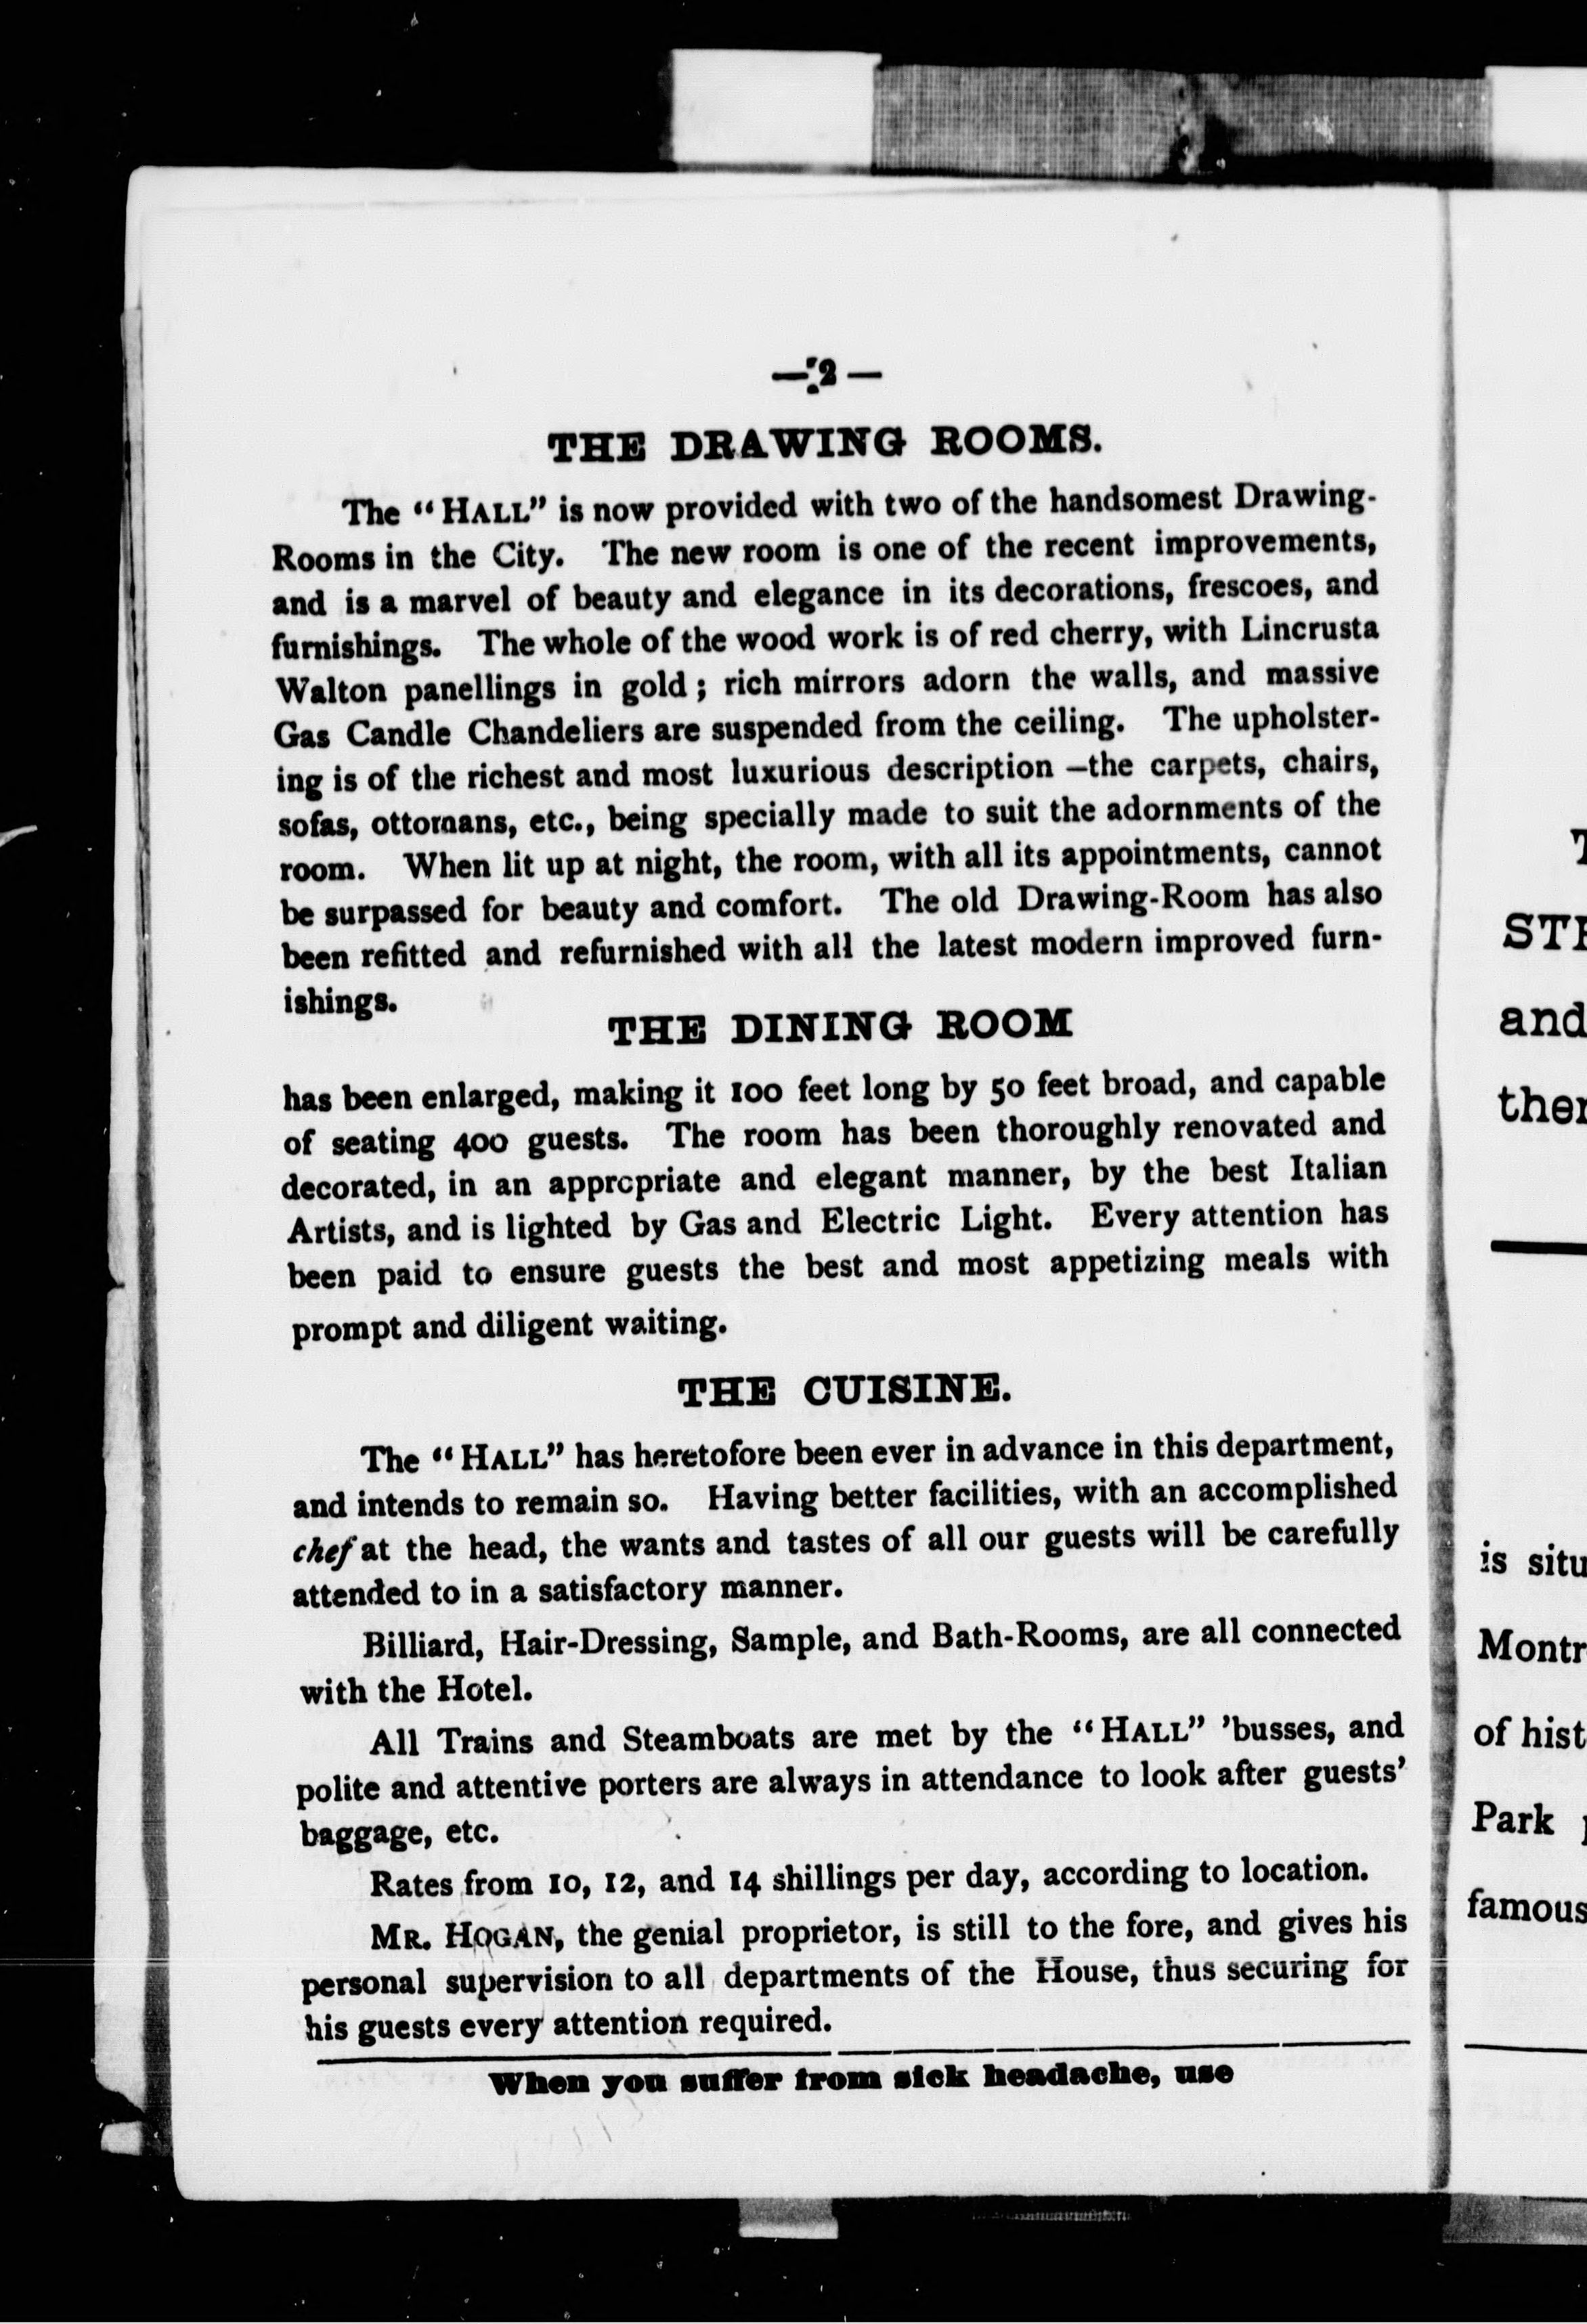 — 2 —
THE DRAWING ROOMS.
The "HALL" is now provided with two of the handsomest Drawing-
Rooms in the City. The new room is one of the recent improvements,
and is a marvel of beauty and elegance in its decorations, frescoes, and
furnishings. The whole of the wood work is of red cherry, with Lincrusta
Walton panellings in gold; rich mirrors adorn the walls, and massive
Gas Candle Chandeliers are suspended from the ceiling. The upholster-
ing is of the richest and most luxurious description —the carpets, chairs,
sofas, ottomans, etc., being specially made to suit the adornments of the
room. When lit up at night, the room, with all its appointments, cannot
be surpassed for beauty and comfort. The old Drawing-Room has also
been refitted and refurnished with all the latest modern improved furn-
ishings.
THE DINING ROOM
has been enlarged, making it 100 feet long by 50 feet broad, and capable
of seating 400 guests. The room has been thoroughly renovated and
decorated, in an appropriate and elegant manner, by the best Italian
Artists, and is lighted by Gas and Electric Light. Every attention has
been paid to ensure guests the best and most appetizing meals with
prompt and diligent waiting.
THE CUISINE.
The "HALL" has heretofore been ever in advance in this department,
and intends to remain so. Having better facilities, with an accomplished
chef at the head, the wants and tastes of all our guests will be carefully
attended to in a satisfactory manner.
Billiard, Hair-Dressing, Sample, and Bath-Rooms, are all connected
with the Hotel.
All Trains and Steamboats are met by the "HALL" 'busses, and
polite and attentive porters are always in attendance to look after guests'
baggage, etc.
Rates from 10, 12, and 14 shillings per day, according to location.
MR. HOGAN, the genial proprietor, is still to the fore, and gives his
personal supervision to all departments of the House, thus securing for
his guests every attention required.
When you suffer from sick headache, use
and
is situ
Montr
of hist
Park
famous